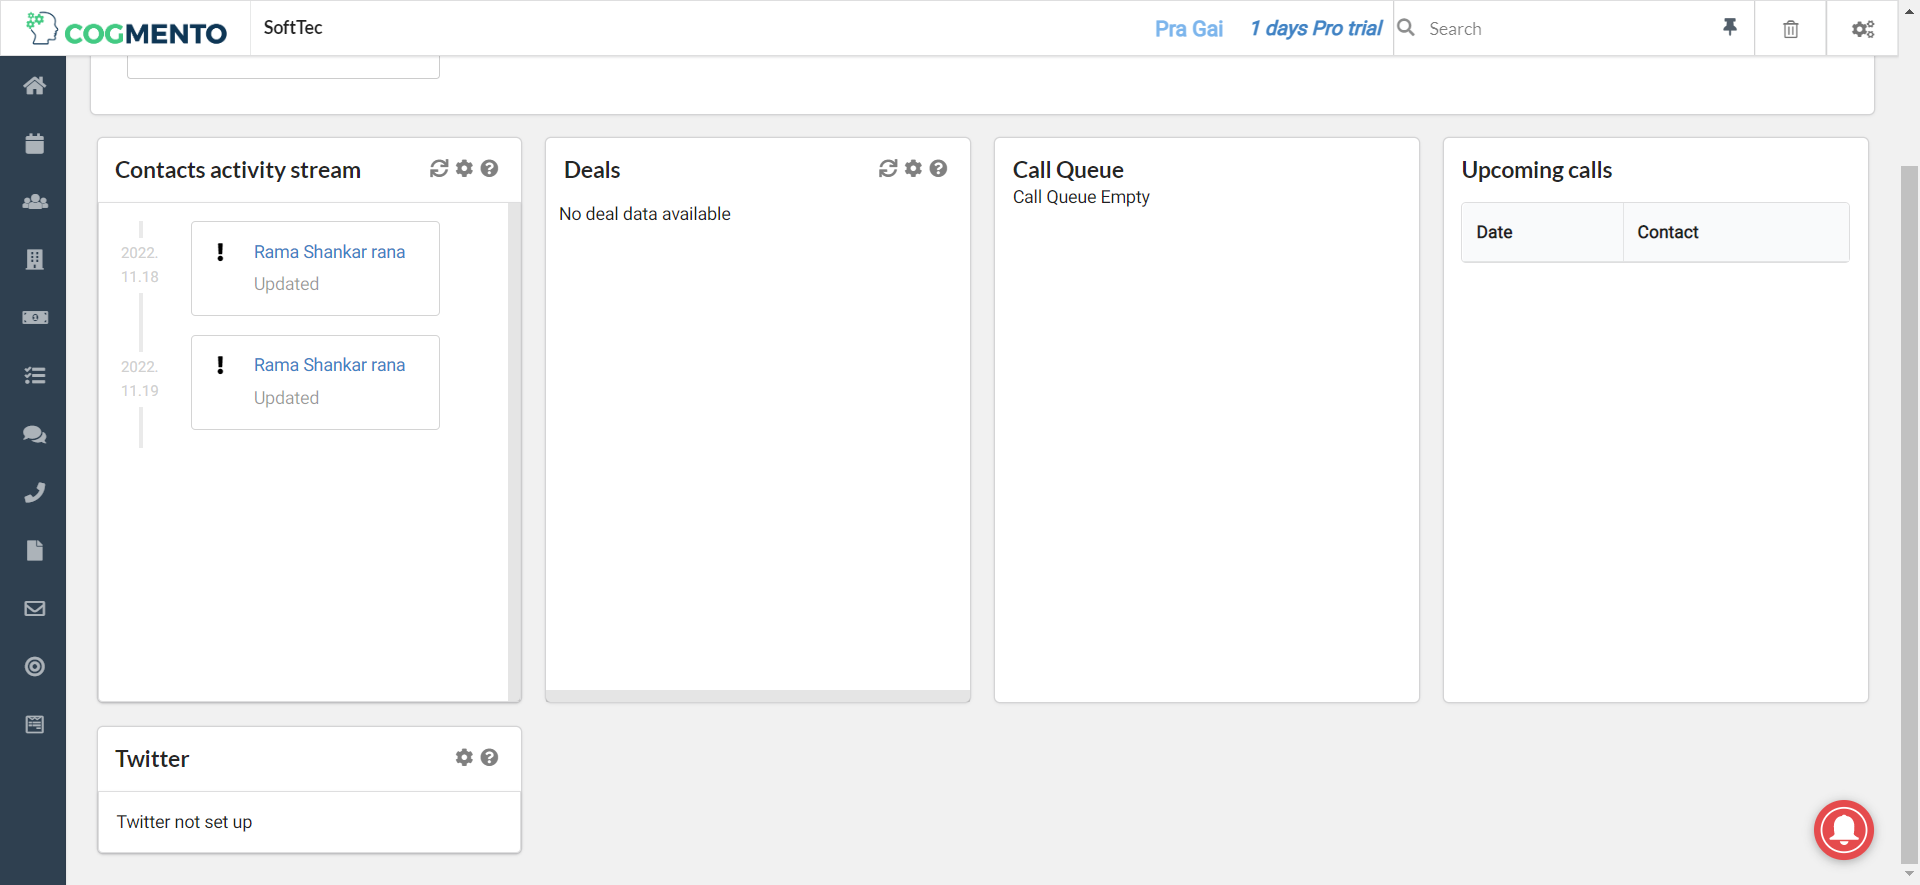 COGMENTO
SoftTec
Pra Gai
1 days Pro trial
Search
Contacts activity stream
2022.
11.18
Rama Shankar rana
Updated
2022.
11.19
Rama Shankar rana
Updated
Deals
No deal data available
Call Queue
Call Queue Empty
Upcoming calls
Date
Contact
Twitter
Twitter not set up